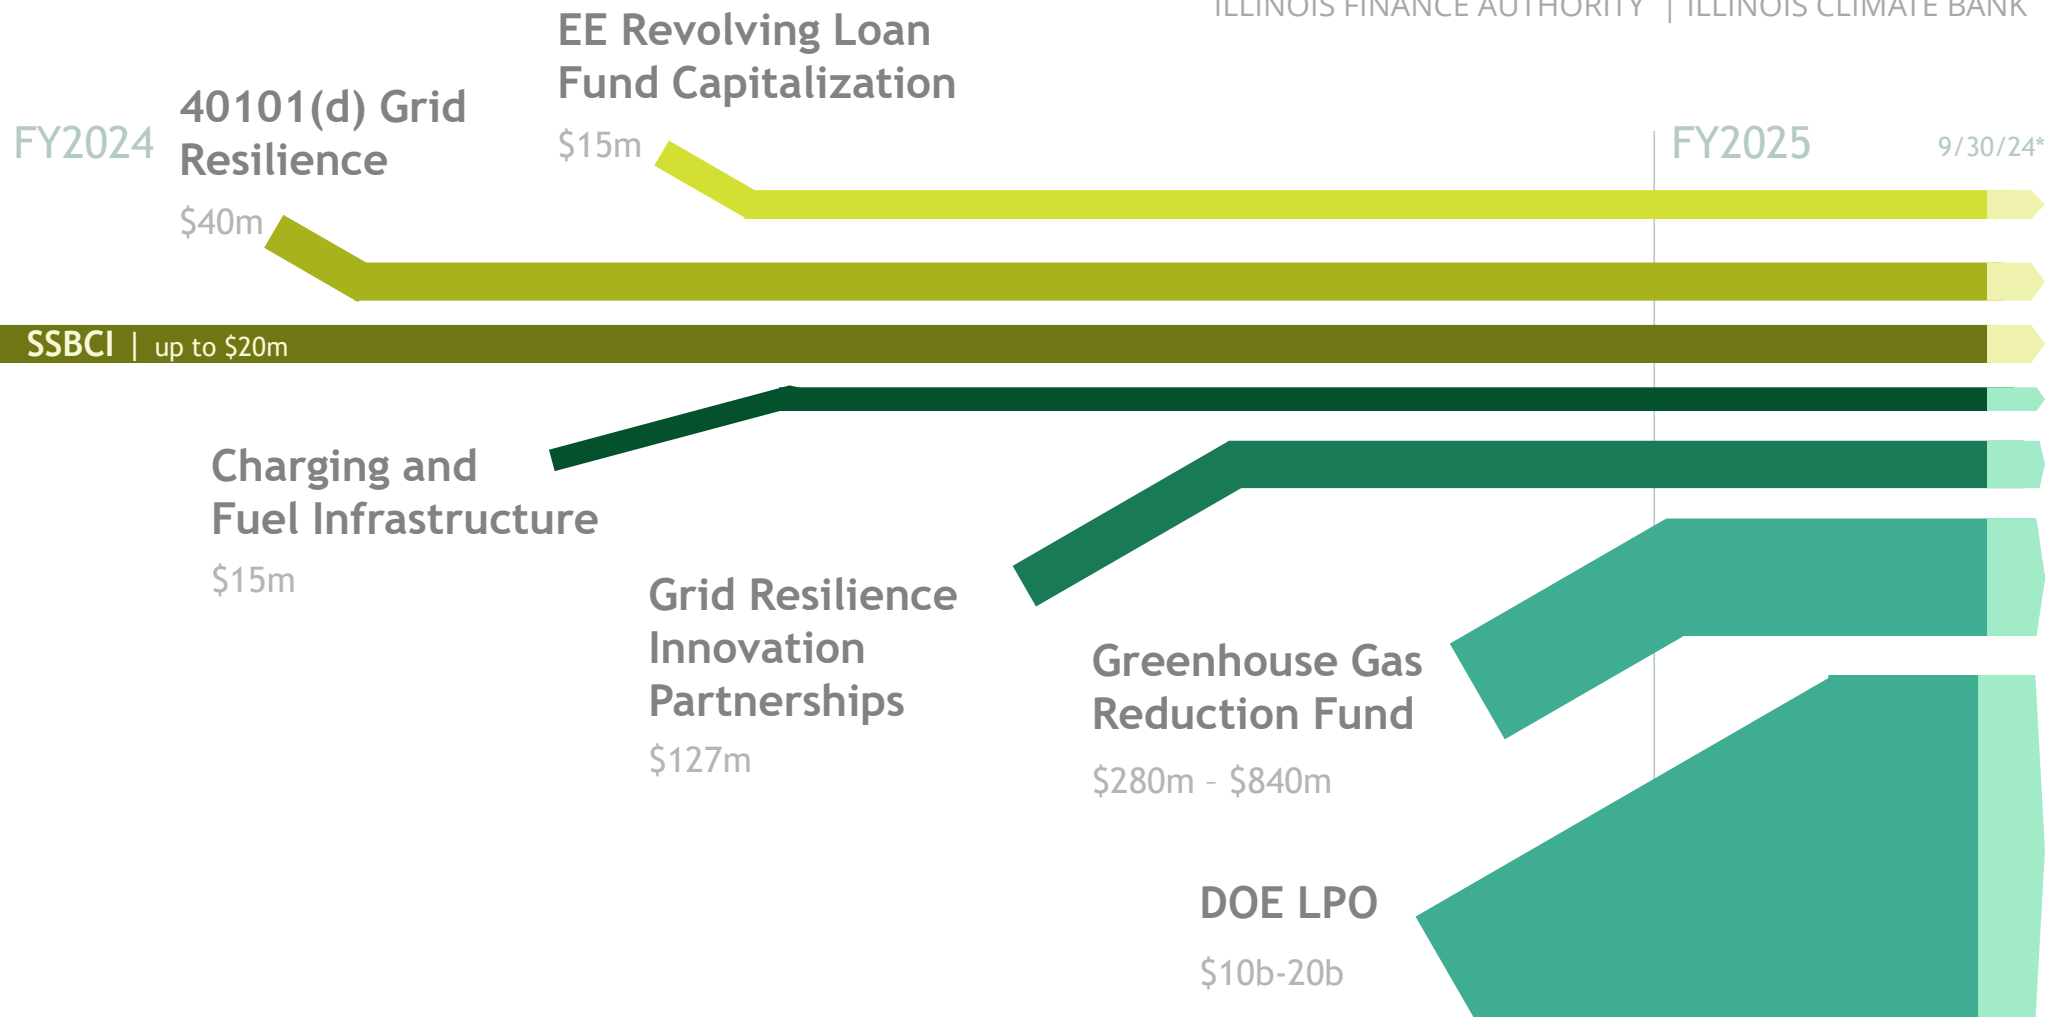 ILLINOIS FINANCE AUTHORITY | ILLINOIS CLIMATE BANK
EE Revolving Loan
Fund Capitalization
$15m
40101(d) Grid
Resilience
$40m
FY2024
FY2025
9/30/24*
SSBCI | up to $20m
Charging and
Fuel Infrastructure
$15m
Grid Resilience
Innovation
Partnerships
$127m
Greenhouse Gas
Reduction Fund
$280m – $840m
DOE LPO
$10b-20b